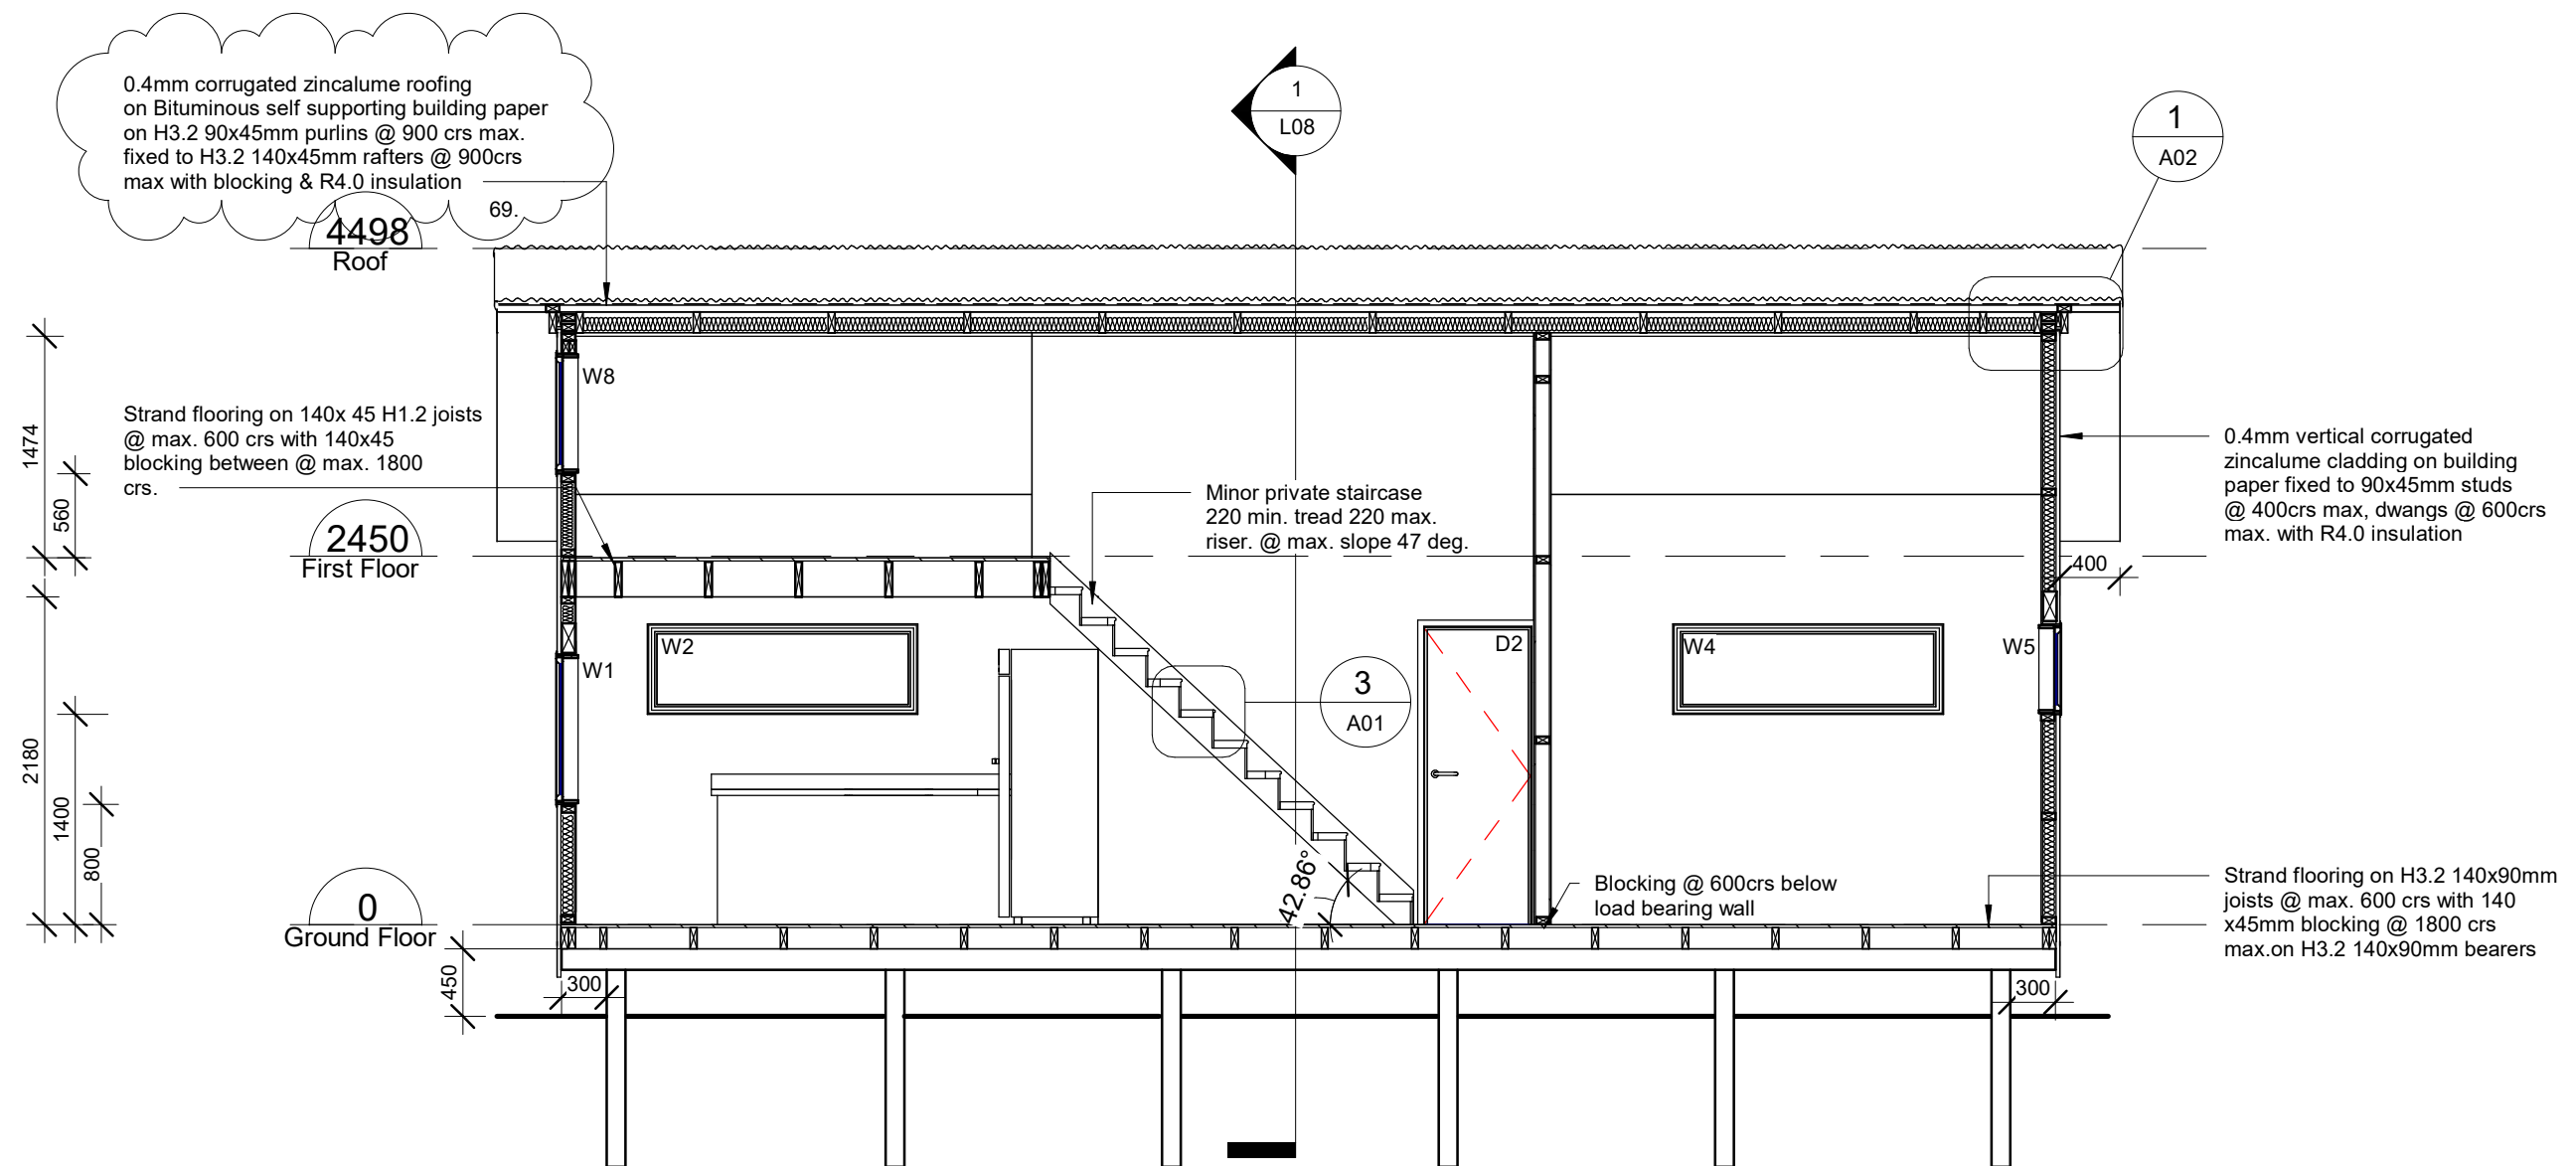 0.4mm corrugated zincalume roofing
on Bituminous self supporting building paper
on H3.2 90x45mm purlins @ 900 crs max.
fixed to H3.2 140x45mm rafters @ 900crs
max with blocking & R4.0 insulation
69.
1
L08
1
A02
4498
Roof
W8
Strand flooring on 140x 45 H1.2 joists
@ max. 600 crs with 140x45
blocking between @ max. 1800
crs.
1474
560
2450
First Floor
Minor private staircase
220 min. tread 220 max.
riser. @ max. slope 47 deg.
0.4mm vertical corrugated
zincalume cladding on building
paper fixed to 90x45mm studs
@ 400crs max, dwangs @ 600crs
max. with R4.0 insulation
400
W1
W2
3
A01
D2
W4
W5
2180
1400
800
0
Ground Floor
42.86°
Blocking @ 600crs below
load bearing wall
Strand flooring on H3.2 140x90mm
joists @ max. 600 crs with 140
x45mm blocking @ 1800 crs
max.on H3.2 140x90mm bearers
450
300
300